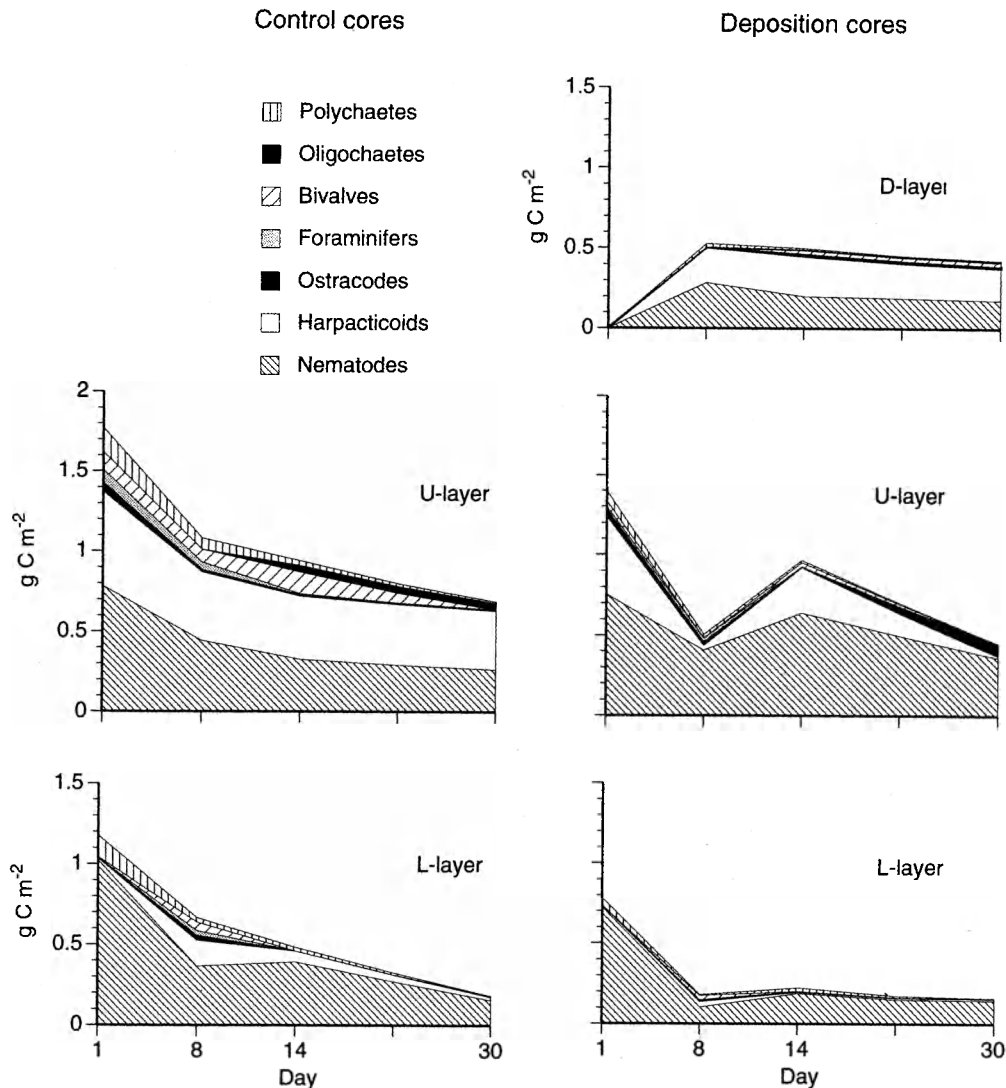 Control cores
Deposition cores
Polychaetes
Oligochaetes
Bivalves
Foraminifers
Ostracodes
Harpacticoids
Nematodes
1.5
1
0.5
0
g C m-2
D-layer
2
1.5
1
0.5
0
g C m-2
U-layer
U-layer
1.5
1
0.5
0
g C m-2
L-layer
L-layer
1 8 14 30
Day
1 8 14 30
Day